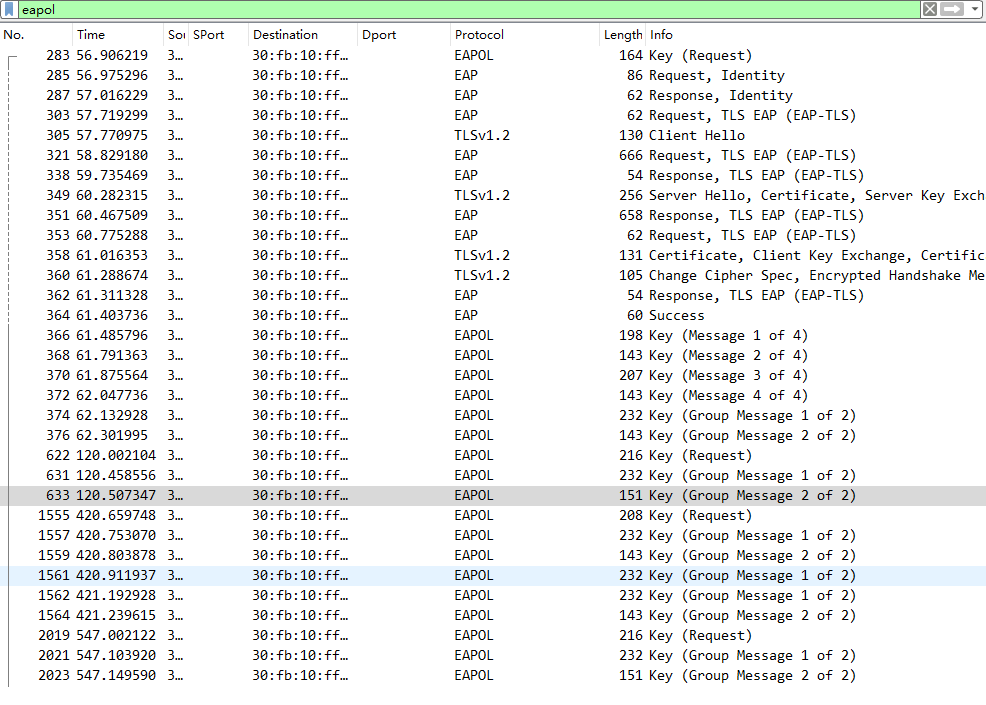 eapol
No. Time Sou SPort Destination Dport Protocol Length Info
283 56.906219 3… 30:fb:10:ff… EAPOL 164 Key (Request)
285 56.975296 3… 30:fb:10:ff… EAP 86 Request, Identity
287 57.016229 3… 30:fb:10:ff… EAP 62 Response, Identity
303 57.719299 3… 30:fb:10:ff… EAP 62 Request, TLS EAP (EAP-TLS)
305 57.770975 3… 30:fb:10:ff… TLSv1.2 130 Client Hello
321 58.829180 3… 30:fb:10:ff… EAP 666 Request, TLS EAP (EAP-TLS)
338 59.735469 3… 30:fb:10:ff… EAP 54 Response, TLS EAP (EAP-TLS)
349 60.282315 3… 30:fb:10:ff… TLSv1.2 256 Server Hello, Certificate, Server Key Exch
351 60.467509 3… 30:fb:10:ff… EAP 658 Response, TLS EAP (EAP-TLS)
353 60.775288 3… 30:fb:10:ff… EAP 62 Request, TLS EAP (EAP-TLS)
358 61.016353 3… 30:fb:10:ff… TLSv1.2 131 Certificate, Client Key Exchange, Certific
360 61.288674 3… 30:fb:10:ff… TLSv1.2 105 Change Cipher Spec, Encrypted Handshake Me
362 61.311328 3… 30:fb:10:ff… EAP 54 Response, TLS EAP (EAP-TLS)
364 61.403736 3… 30:fb:10:ff… EAP 60 Success
366 61.485796 3… 30:fb:10:ff… EAPOL 198 Key (Message 1 of 4)
368 61.791363 3… 30:fb:10:ff… EAPOL 143 Key (Message 2 of 4)
370 61.875564 3… 30:fb:10:ff… EAPOL 207 Key (Message 3 of 4)
372 62.047736 3… 30:fb:10:ff… EAPOL 143 Key (Message 4 of 4)
374 62.132928 3… 30:fb:10:ff… EAPOL 232 Key (Group Message 1 of 2)
376 62.301995 3… 30:fb:10:ff… EAPOL 143 Key (Group Message 2 of 2)
622 120.002104 3… 30:fb:10:ff… EAPOL 216 Key (Request)
631 120.458556 3… 30:fb:10:ff… EAPOL 232 Key (Group Message 1 of 2)
633 120.507347 3… 30:fb:10:ff… EAPOL 151 Key (Group Message 2 of 2)
1555 420.659748 3… 30:fb:10:ff… EAPOL 208 Key (Request)
1557 420.753070 3… 30:fb:10:ff… EAPOL 232 Key (Group Message 1 of 2)
1559 420.803878 3… 30:fb:10:ff… EAPOL 143 Key (Group Message 2 of 2)
1561 420.911937 3… 30:fb:10:ff… EAPOL 232 Key (Group Message 1 of 2)
1562 421.192928 3… 30:fb:10:ff… EAPOL 232 Key (Group Message 1 of 2)
1564 421.239615 3… 30:fb:10:ff… EAPOL 143 Key (Group Message 2 of 2)
2019 547.002122 3… 30:fb:10:ff… EAPOL 216 Key (Request)
2021 547.103920 3… 30:fb:10:ff… EAPOL 232 Key (Group Message 1 of 2)
2023 547.149590 3… 30:fb:10:ff… EAPOL 151 Key (Group Message 2 of 2)